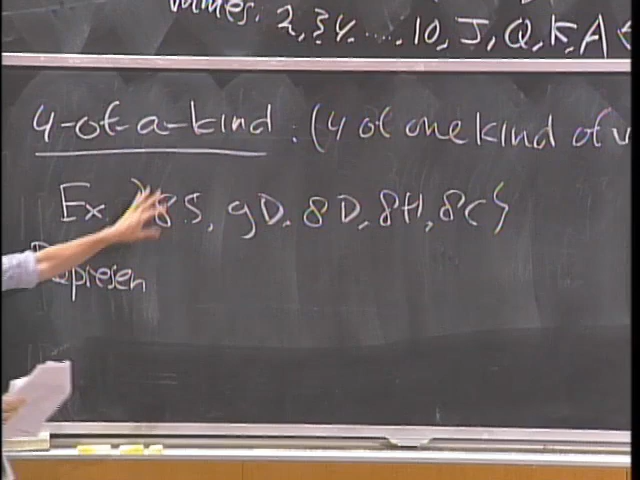 values: 2, 3, 4, ...., 10, J, Q, K, A
4-of-a-kind : (4 of one kind of v
Ex {8S, 9D, 8D, 8H, 8C}
Represen